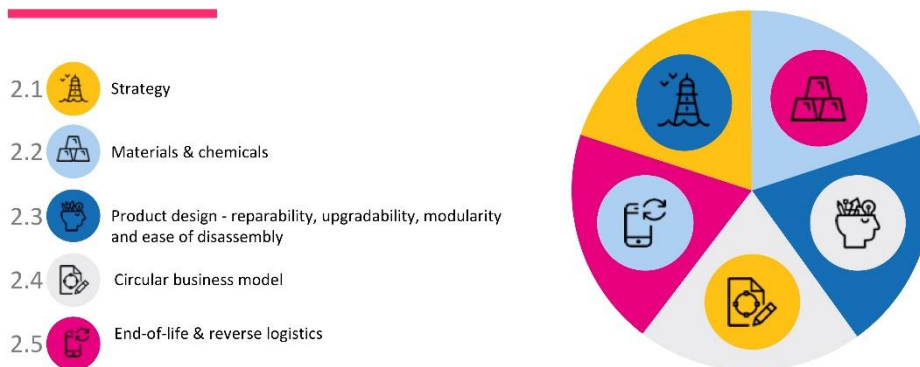 2.1 Strategy
2.2 Materials & chemicals
2.3 Product design - reparability, upgradability, modularity
and ease of disassembly
2.4 Circular business model
2.5 End-of-life & reverse logistics